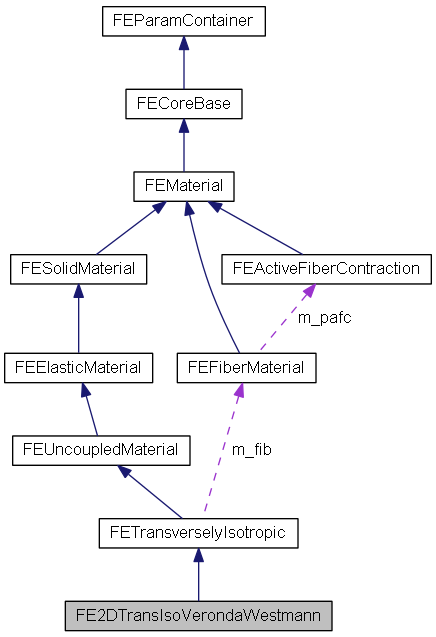 FEParamContainer
FECoreBase
FEMaterial
FESolidMaterial
FEActiveFiberContraction
m_pafc
FEElasticMaterial
FEFiberMaterial
FEUncoupledMaterial
m_fib
FETransverselyIsotropic
FE2DTransIsoVerondaWestmann